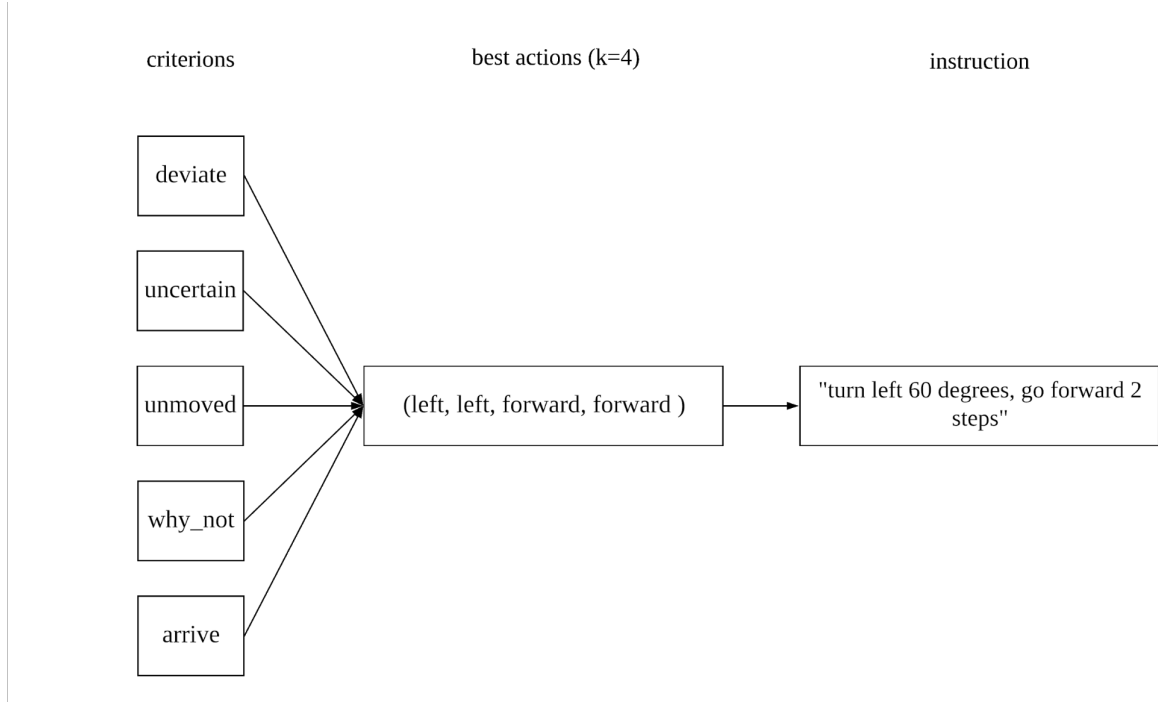 criterions
best actions (k=4)
instruction
deviate
uncertain
unmoved
why_not
arrive
(left, left, forward, forward )
"turn left 60 degrees, go forward 2
steps"